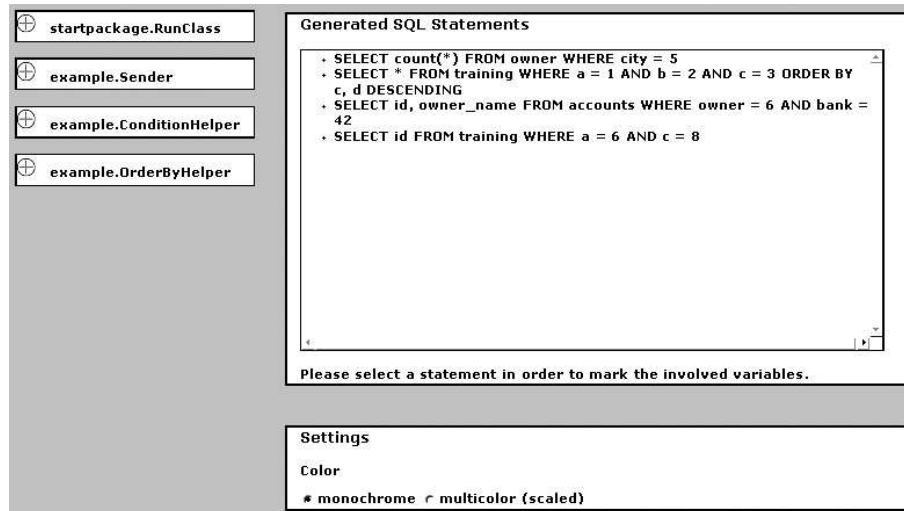 startpackage.RunClass
example.Sender
example.ConditionHelper
example.OrderByHelper
Generated SQL Statements
SELECT count(*) FROM owner WHERE city = 5
SELECT * FROM training WHERE a = 1 AND b = 2 AND c = 3 ORDER BY
c, d DESCENDING
SELECT id, owner_name FROM accounts WHERE owner = 6 AND bank =
42
SELECT id FROM training WHERE a = 6 AND c = 8
Please select a statement in order to mark the involved variables.
Settings
Color
monochrome multicolor (scaled)